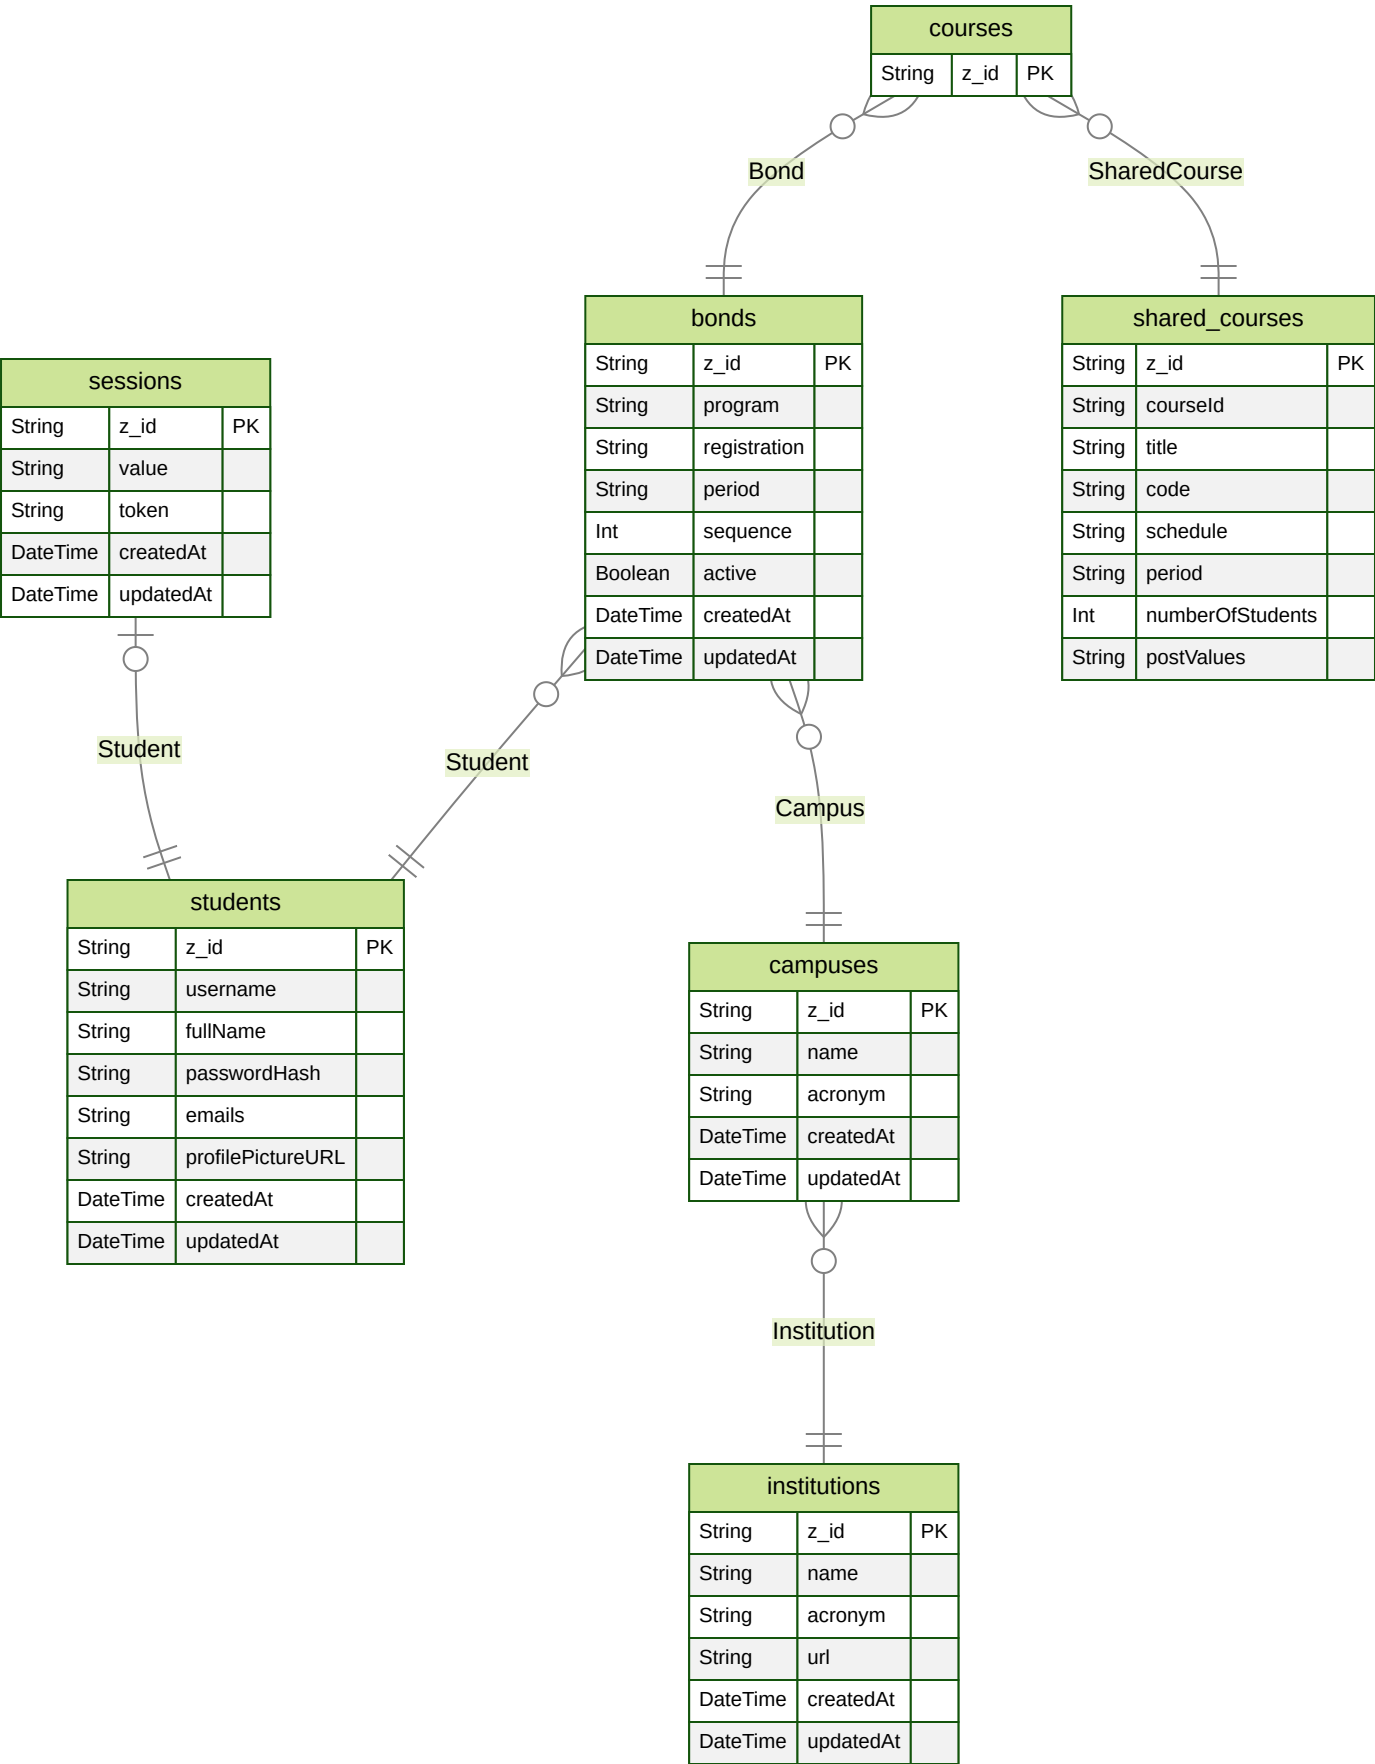 courses
String z_id PK
Bond
SharedCourse
bonds
String z_id PK
String program
String registration
String period
Int sequence
Boolean active
DateTime createdAt
DateTime updatedAt
shared_courses
String z_id PK
String courseId
String title
String code
String schedule
String period
Int numberOfStudents
String postValues
sessions
String z_id PK
String value
String token
DateTime createdAt
DateTime updatedAt
Student
Student
Campus
students
String z_id PK
String username
String fullName
String passwordHash
String emails
String profilePictureURL
DateTime createdAt
DateTime updatedAt
campuses
String z_id PK
String name
String acronym
DateTime createdAt
DateTime updatedAt
Institution
institutions
String z_id PK
String name
String acronym
String url
DateTime createdAt
DateTime updatedAt